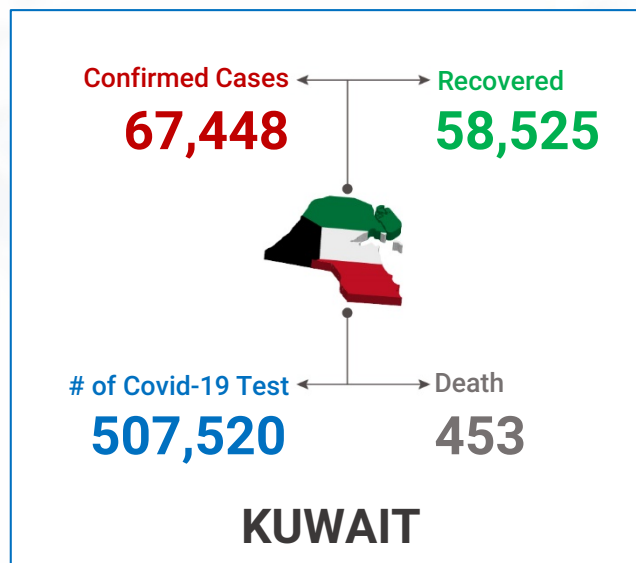 Confirmed Cases
67,448
Recovered
58,525
# of Covid-19 Test
507,520
Death
453
KUWAIT